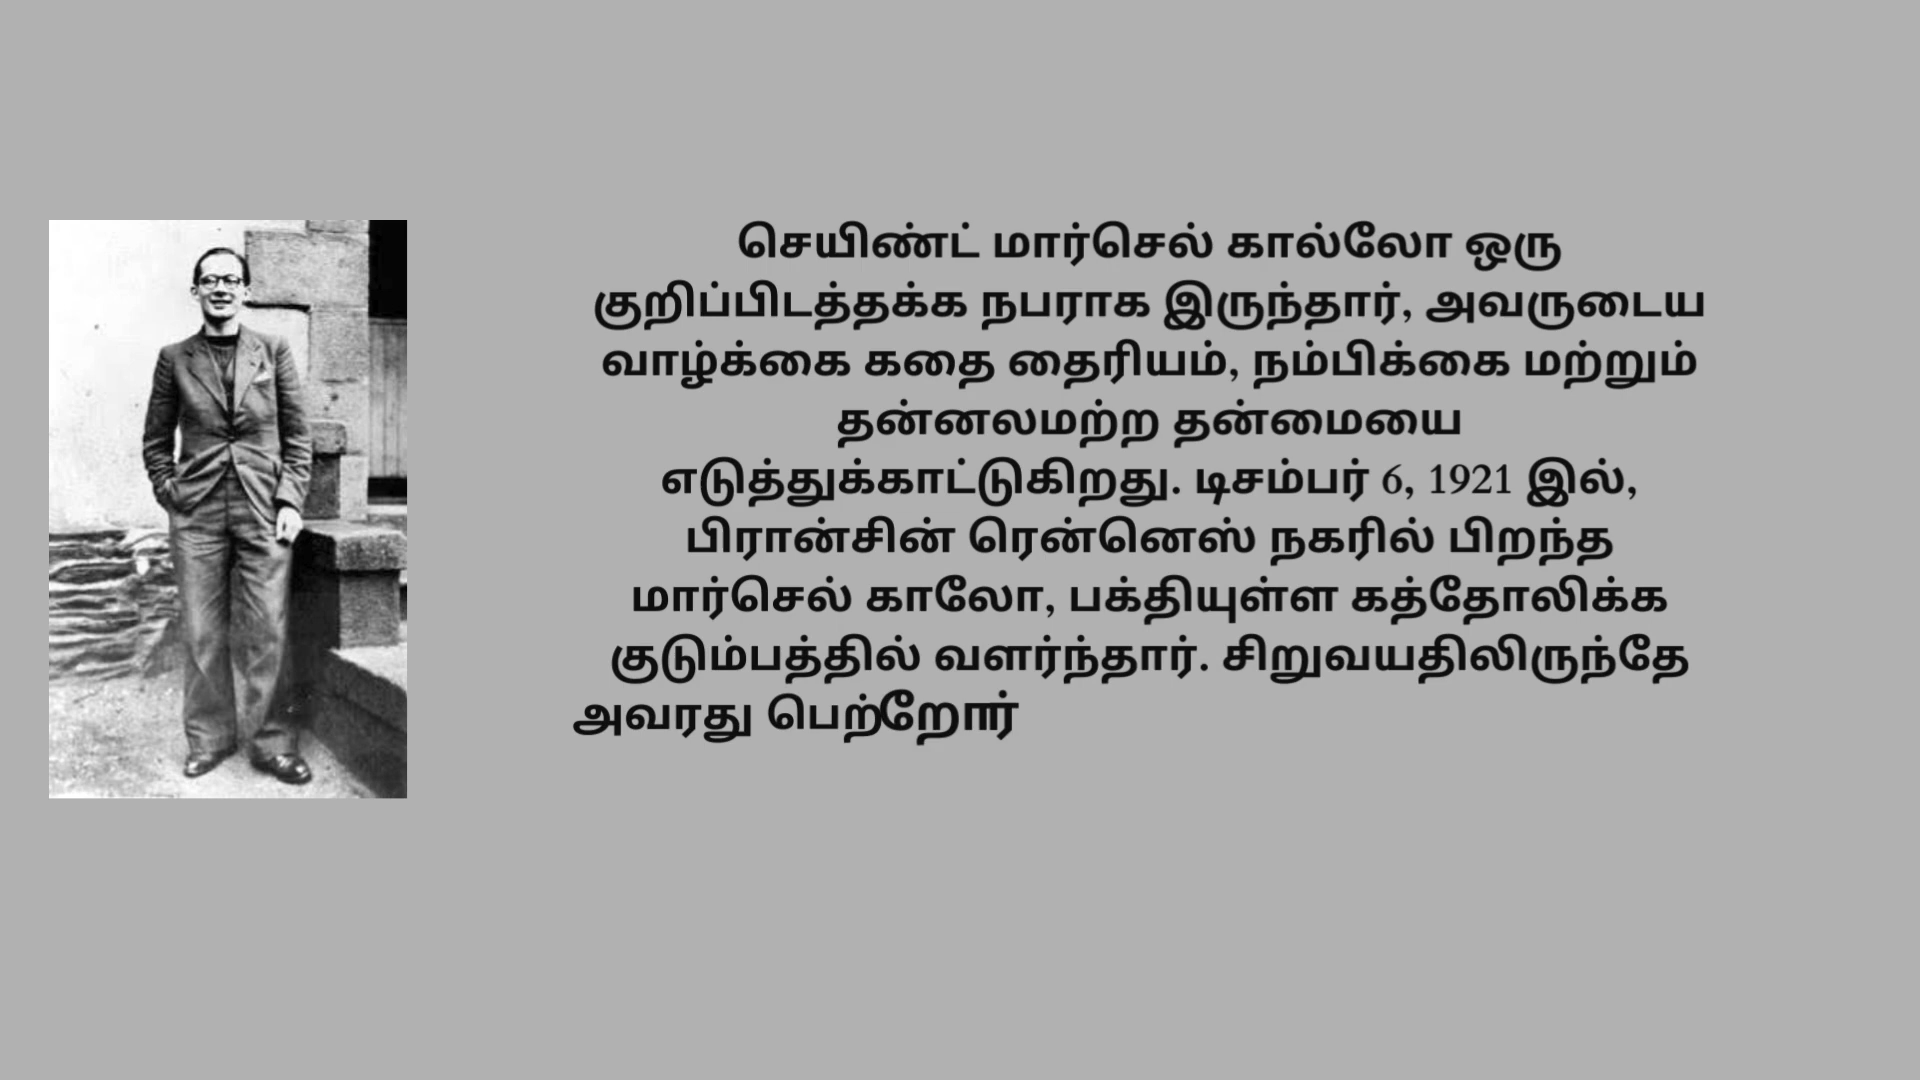 செயிண்ட் மார்செல் கால்லோ ஒரு
குறிப்பிடத்தக்க நபராக இருந்தார், அவருடைய
வாழ்க்கை கதை தைரியம், நம்பிக்கை மற்றும்
தன்னலமற்ற தன்மையை
எடுத்துக்காட்டுகிறது. டிசம்பர் 6, 1921 இல்,
பிரான்சின் ரென்னெஸ் நகரில் பிறந்த
மார்செல் காலோ, பக்தியுள்ள கத்தோலிக்க
குடும்பத்தில் வளர்ந்தார். சிறுவயதிலிருந்தே
அவரது பெற்றோர்